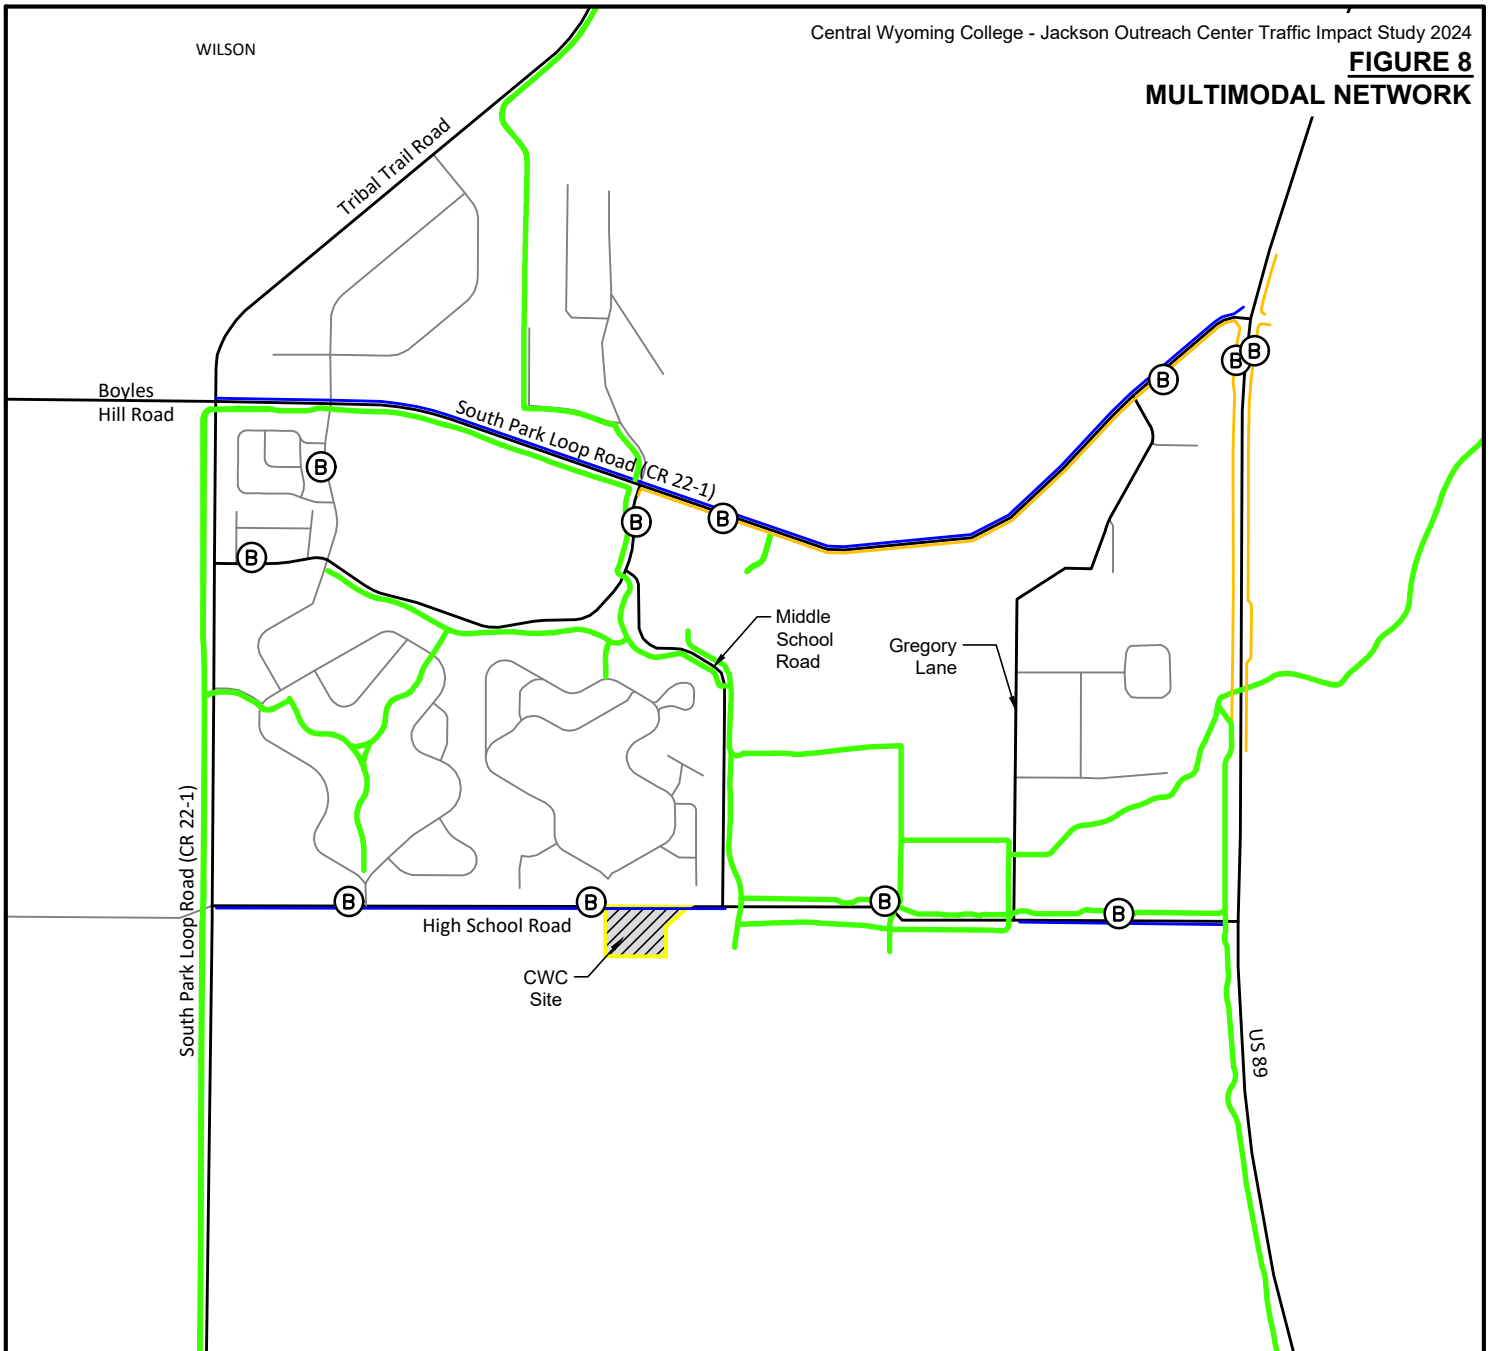 Central Wyoming College - Jackson Outreach Center Traffic Impact Study 2024
FIGURE 8
MULTIMODAL NETWORK
WILSON
Tribal Trail Road
Boyles
Hill Road
South Park Loop Road (CR 22-1)
B
B
B
B
B
B
B
Middle
School
Road
Gregory
Lane
South Park Loop Road (CR 22-1)
B
B
B
B
High School Road
CWC
Site
US 89